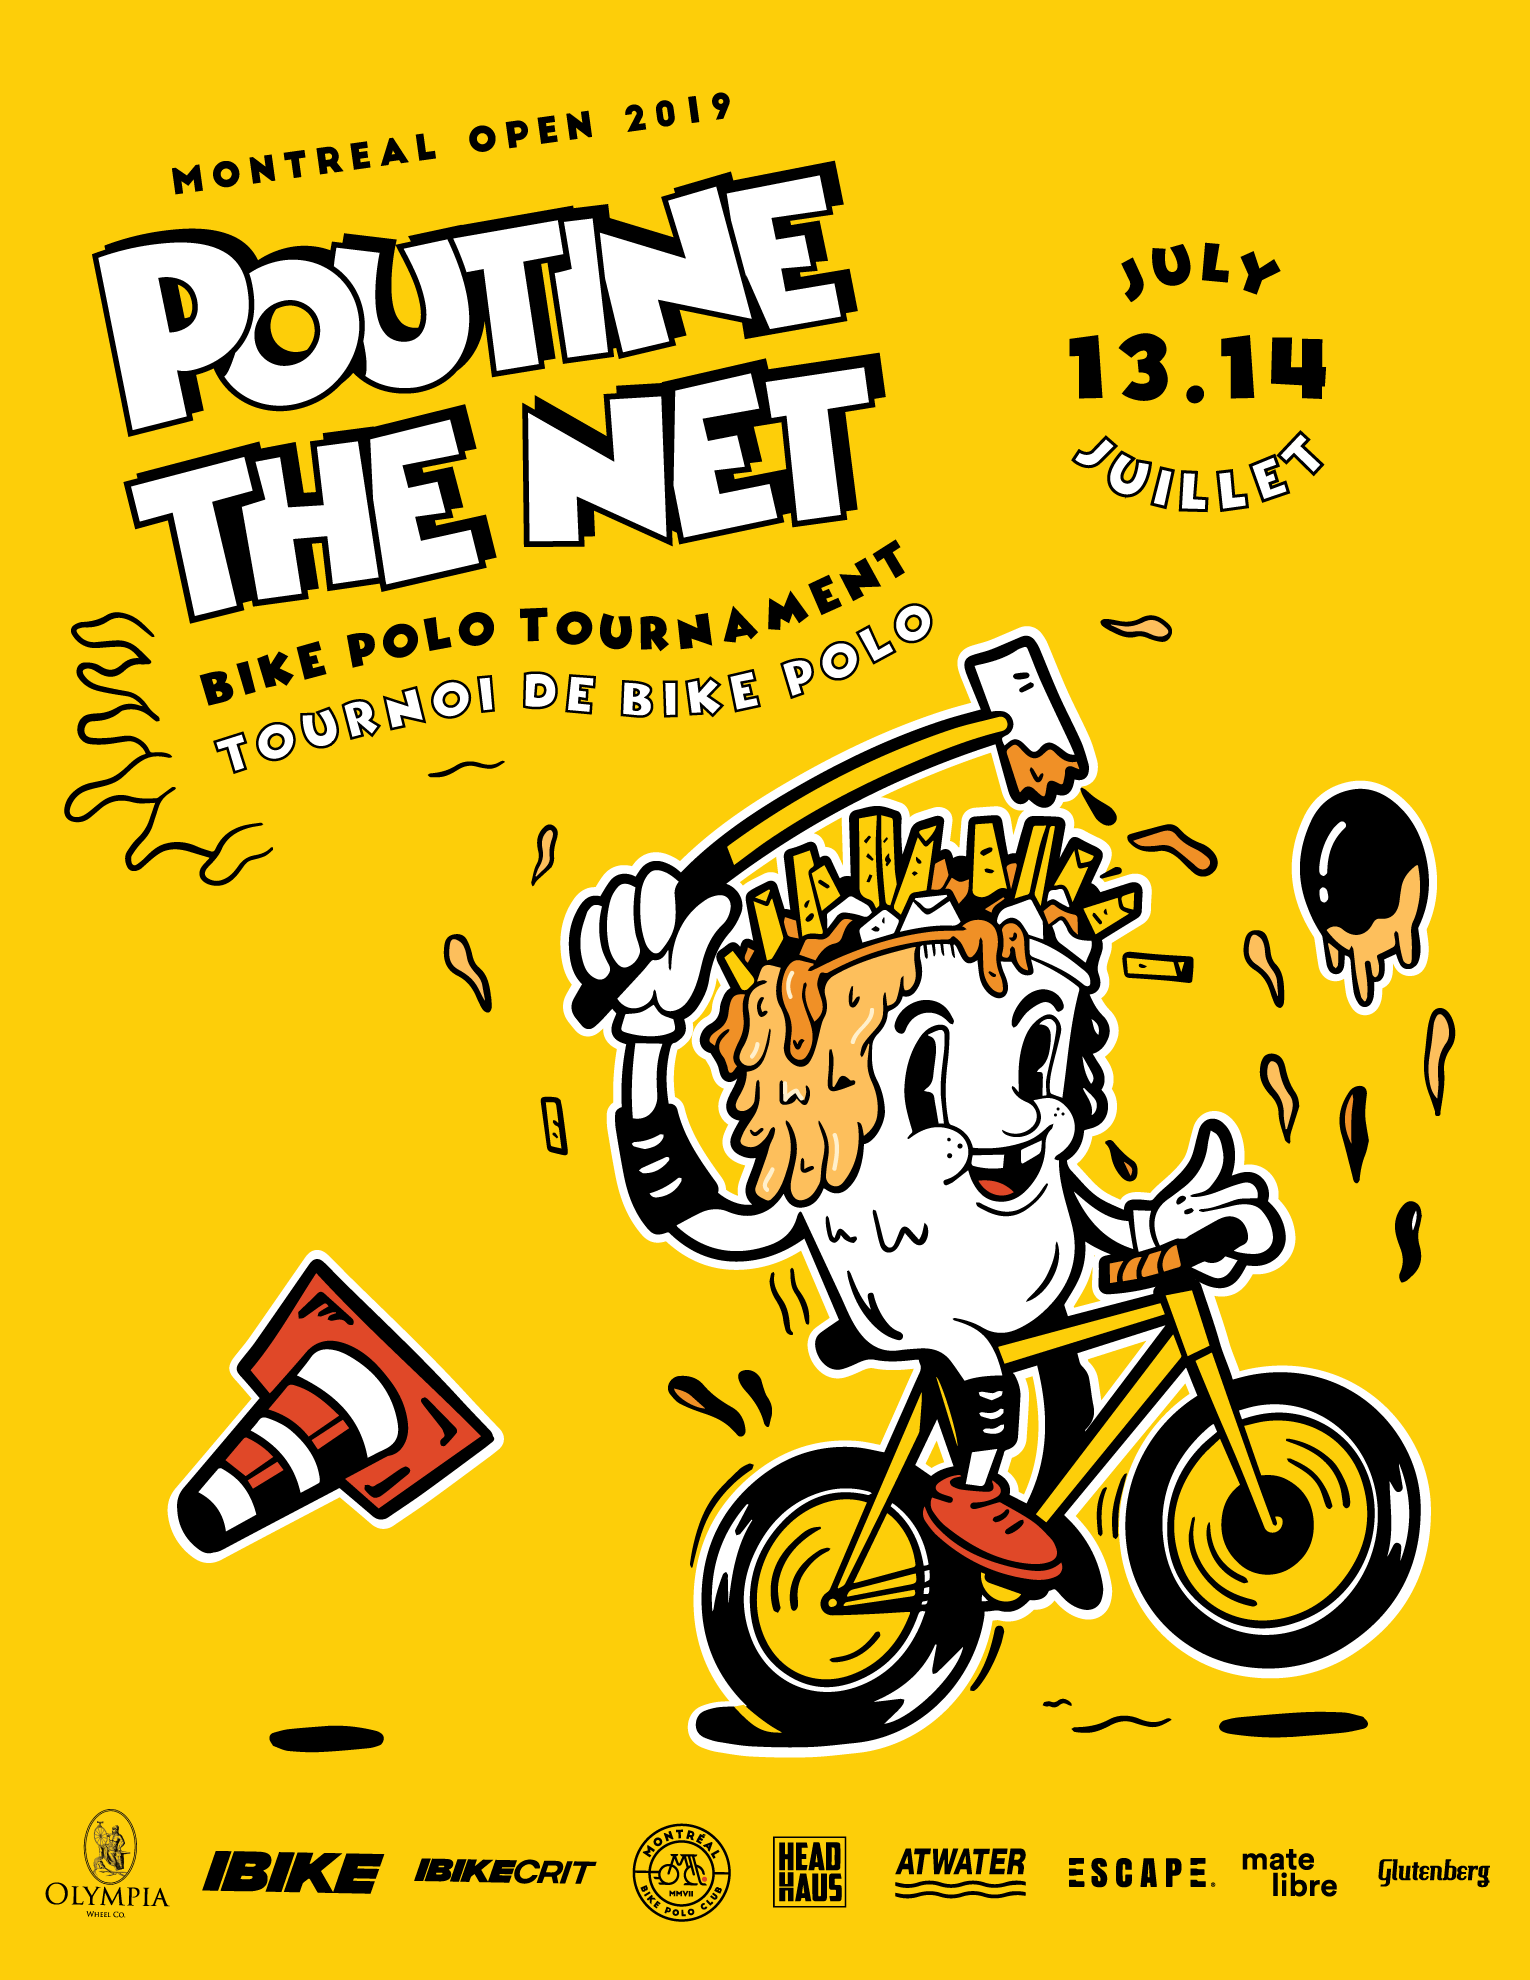 MONTREAL OPEN 2019
POUTINE
THE NET
BIKE POLO TOURNAMENT
TOURNOI DE BIKE POLO
JULY
13.14
JUILLET
OLYMPIA
WHEEL CO.
IBIKE
IBIKECRIT
MONTRÉAL
MMVII
BIKE POLO CLUB
HEAD
HAUS
ATWATER
ESCAPE
mate
libre
Glutenberg